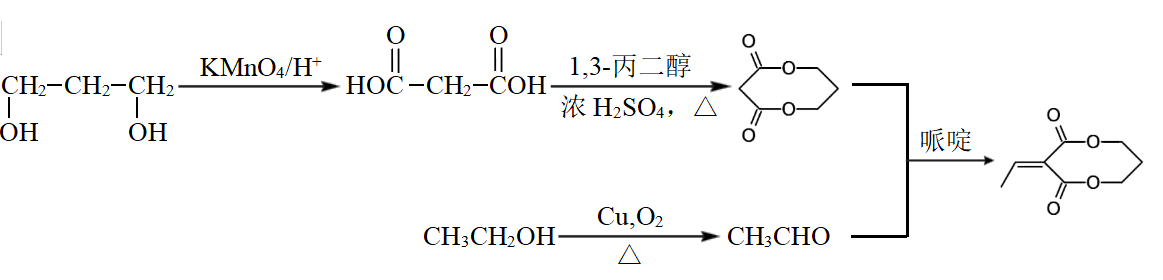 CH2-CH2-CH2
OH
OH
KMnO4/H+
O
O
HOC-CH2-COH
1,3-丙二醇
浓 H2SO4，△
O
O
O
O
哌啶
O
O
O
O
CH3CH2OH
Cu,O2
△
CH3CHO